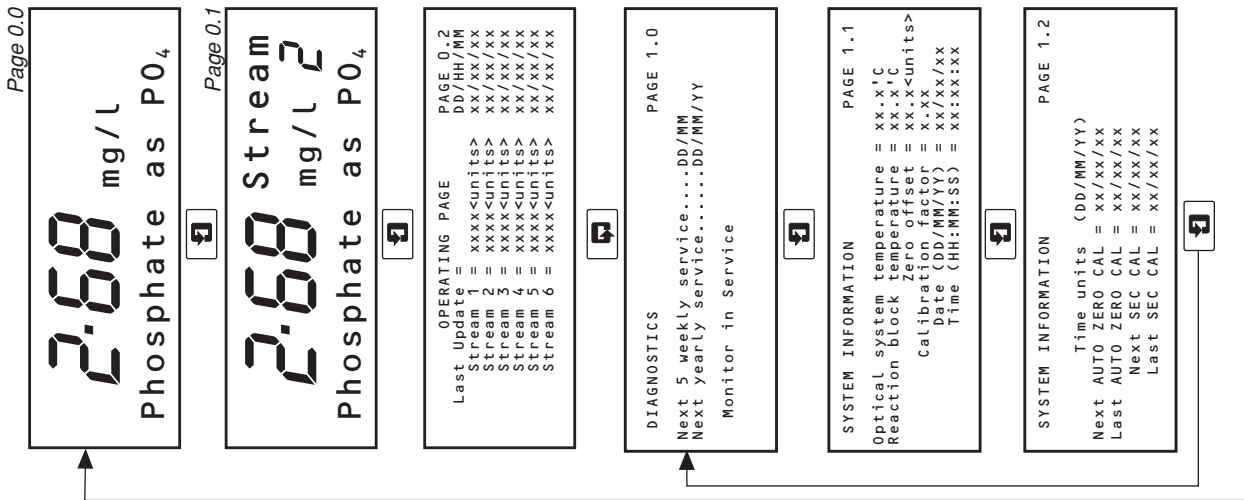 Page 0.0
2.68 mg/l
Phosphate as PO₄
Page 0.1
2.68 Stream
mg/l 2
Phosphate as PO₄
OPERATING PAGE PAGE 0.2
Last Update = DD/HH/MM
Stream 1 = xxxx<units> xx/xx/xx
Stream 2 = xxxx<units> xx/xx/xx
Stream 3 = xxxx<units> xx/xx/xx
Stream 4 = xxxx<units> xx/xx/xx
Stream 5 = xxxx<units> xx/xx/xx
Stream 6 = xxxx<units> xx/xx/xx
DIAGNOSTICS PAGE 1.0
Next 5 weekly service....DD/MM
Next yearly service......DD/MM/YY
Monitor in Service
SYSTEM INFORMATION PAGE 1.1
Optical system temperature = xx.x'C
Reaction block temperature = xx.x'C
Zero offset = xx.x<units>
Calibration factor = x.xx
Date (DD/MM/YY) = xx/xx/xx
Time (HH:MM:SS) = xx:xx:xx
SYSTEM INFORMATION PAGE 1.2
Time units (DD/MM/YY)
Next AUTO ZERO CAL = xx/xx/xx
Last AUTO ZERO CAL = xx/xx/xx
Next SEC CAL = xx/xx/xx
Last SEC CAL = xx/xx/xx